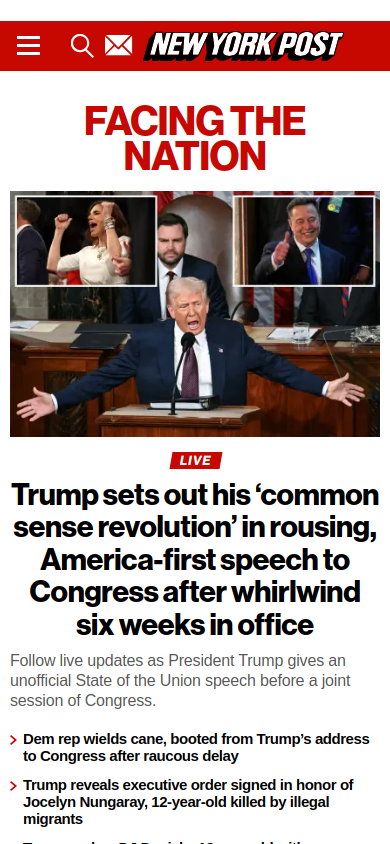 NEW YORK POST
FACING THE
NATION
LIVE
Trump sets out his ‘common
sense revolution’ in rousing,
America-first speech to
Congress after whirlwind
six weeks in office
Follow live updates as President Trump gives an
unofficial State of the Union speech before a joint
session of Congress.
Dem rep wields cane, booted from Trump’s address
to Congress after raucous delay
Trump reveals executive order signed in honor of
Jocelyn Nungaray, 12-year-old killed by illegal
migrants